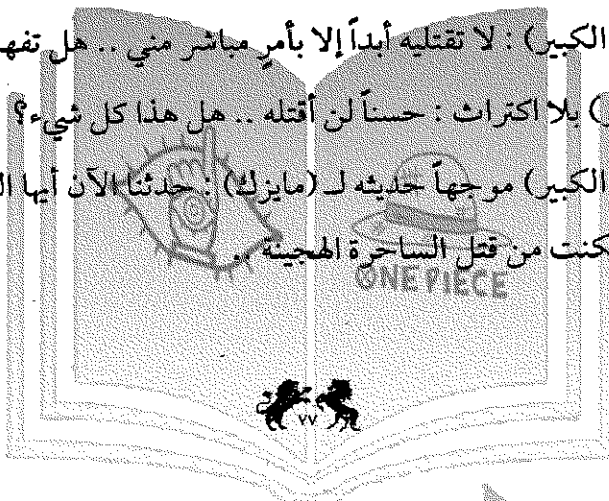 الكبير) : لا تقتليه أبداً إلا بأمرٍ مباشر مني .. هل تفه
) بلا اكتراث : حسناً لن أقتله .. هل هذا كل شيء؟
الكبير) موجهاً حديثه لـ (مايزك) : حدثنا الآن أيها ال
كنت من قتل الساحرة الهجينة ..
ONE PIECE
٧٧